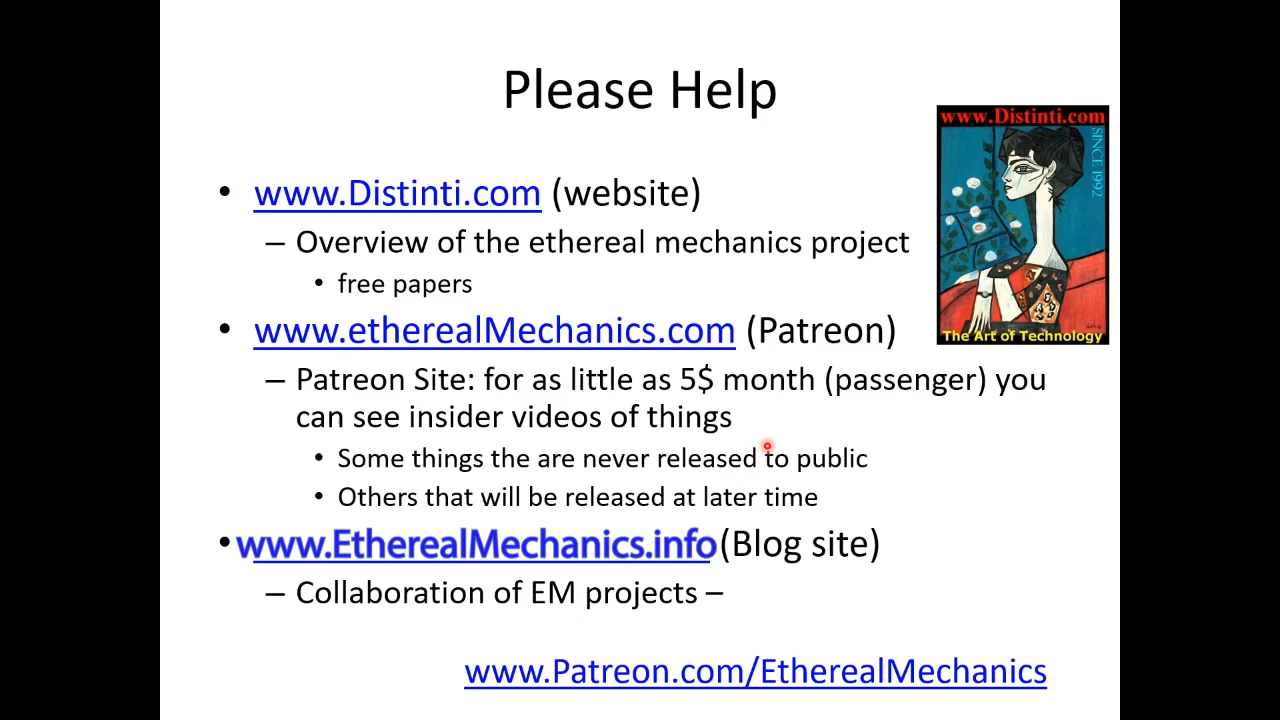 Please Help
www.Distinti.com
SINCE 1992
The Art of Technology
• www.Distinti.com (website)
– Overview of the ethereal mechanics project
• free papers
• www.etherealMechanics.com (Patreon)
– Patreon Site: for as little as 5$ month (passenger) you
can see insider videos of things
• Some things the are never released to public
• Others that will be released at later time
• www.EtherealMechanics.info (Blog site)
– Collaboration of EM projects –
www.Patreon.com/EtherealMechanics